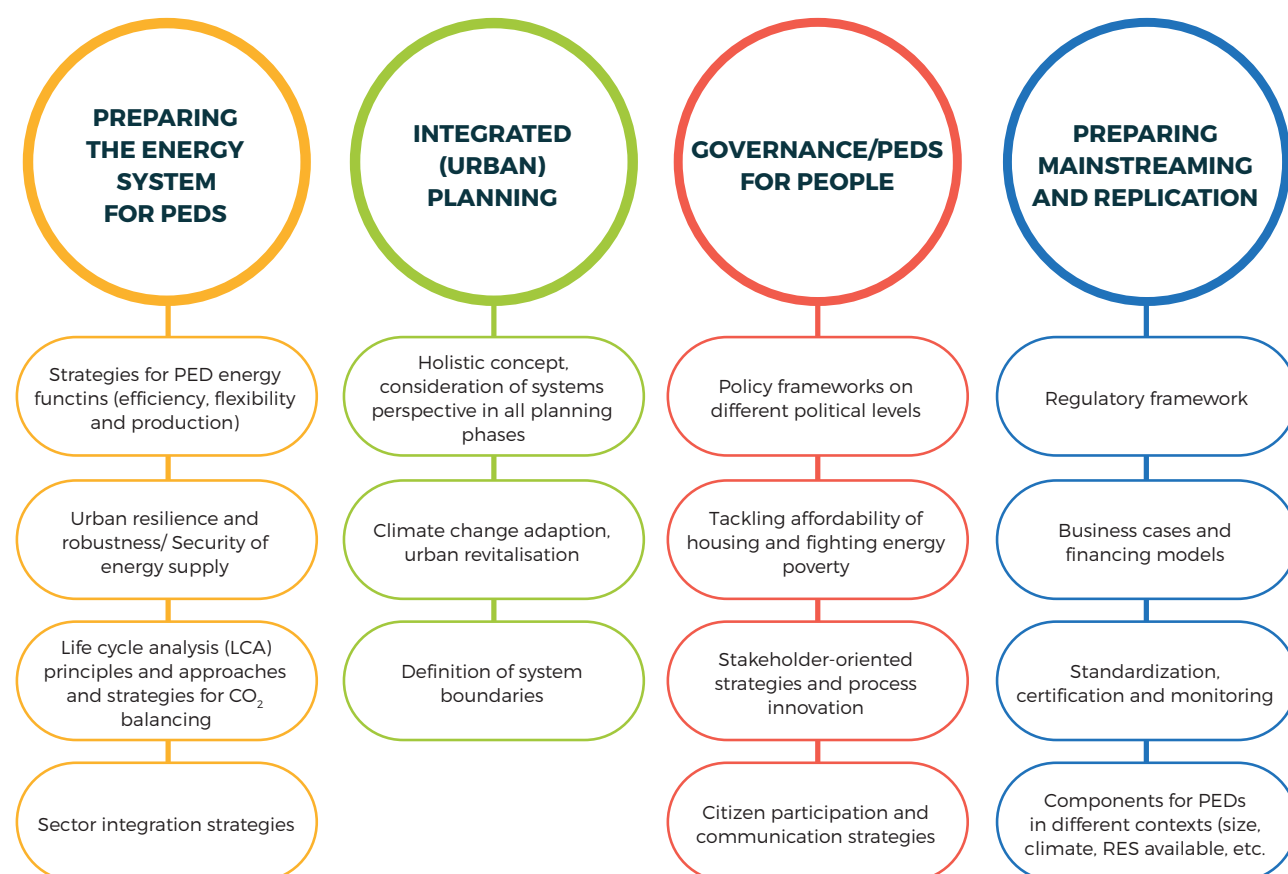 PREPARING
THE ENERGY
SYSTEM
FOR PEDS
Strategies for PED energy
functins (efficiency, flexibility
and production)
Urban resilience and
robustness/ Security of
energy supply
Life cycle analysis (LCA)
principles and approaches
and strategies for CO₂
balancing
Sector integration strategies
INTEGRATED
(URBAN)
PLANNING
Holistic concept,
consideration of systems
perspective in all planning
phases
Climate change adaption,
urban revitalisation
Definition of system
boundaries
GOVERNANCE/PEDS
FOR PEOPLE
Policy frameworks on
different political levels
Tackling affordability of
housing and fighting energy
poverty
Stakeholder-oriented
strategies and process
innovation
Citizen participation and
communication strategies
PREPARING
MAINSTREAMING
AND REPLICATION
Regulatory framework
Business cases and
financing models
Standardization,
certification and monitoring
Components for PEDs
in different contexts (size,
climate, RES available, etc.